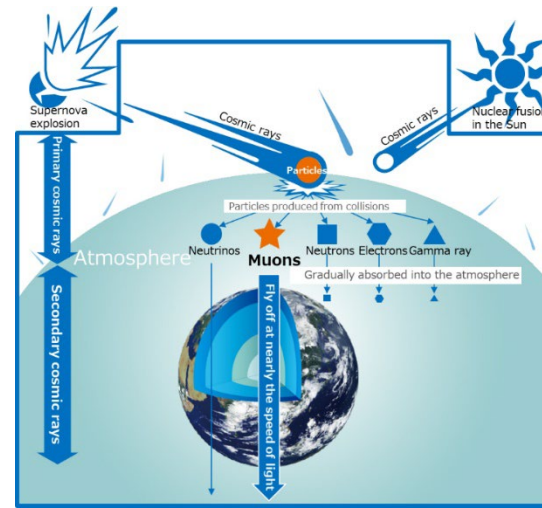 Supernova
explosion
Nuclear fusion
in the Sun
Cosmic rays
Cosmic rays
Particles
Primary cosmic rays
Particles produced from collisions
Neutrinos
Muons
Neutrons
Electrons
Gamma ray
Atmosphere
Gradually absorbed into the atmosphere
Secondary cosmic rays
Fly off at nearly the speed of light